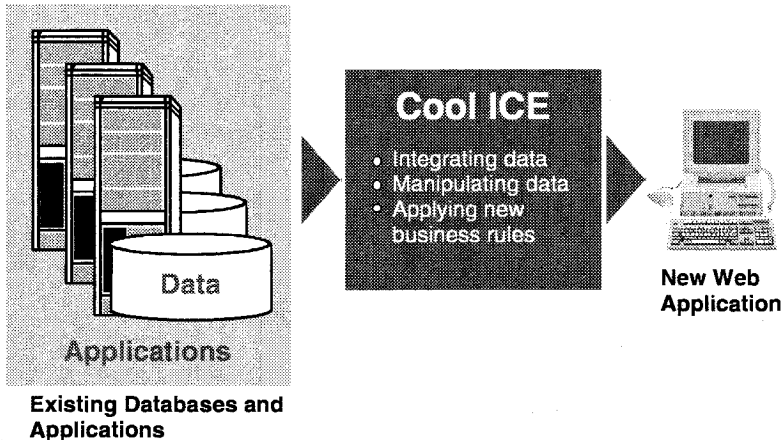 Data
Applications
Existing Databases and
Applications
Cool ICE
• Integrating data
• Manipulating data
• Applying new
business rules
New Web
Application